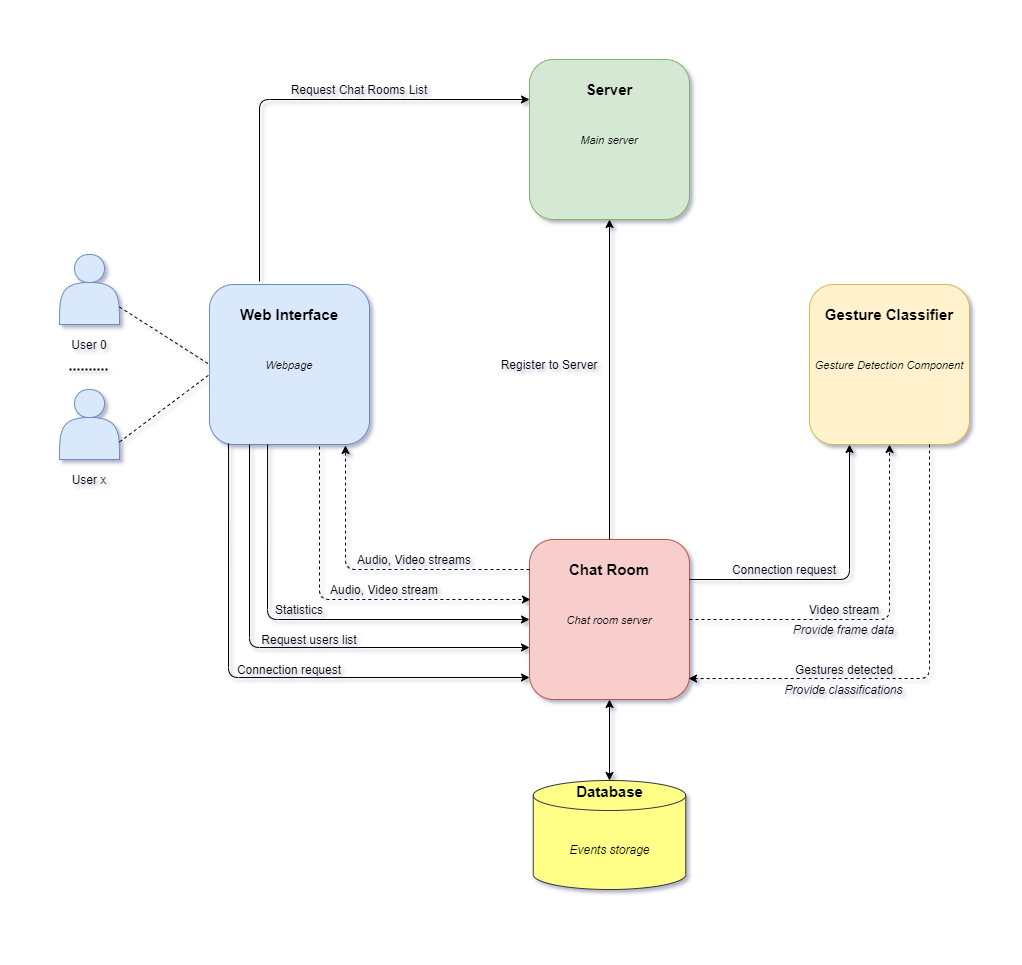 Request Chat Rooms List
Server
Main server
Web Interface
Webpage
Gesture Classifier
Gesture Detection Component
User 0
..........
User x
Register to Server
Audio, Video streams
Audio, Video stream
Statistics
Request users list
Connection request
Chat Room
Chat room server
Connection request
Video stream
Provide frame data
Gestures detected
Provide classifications
Database
Events storage